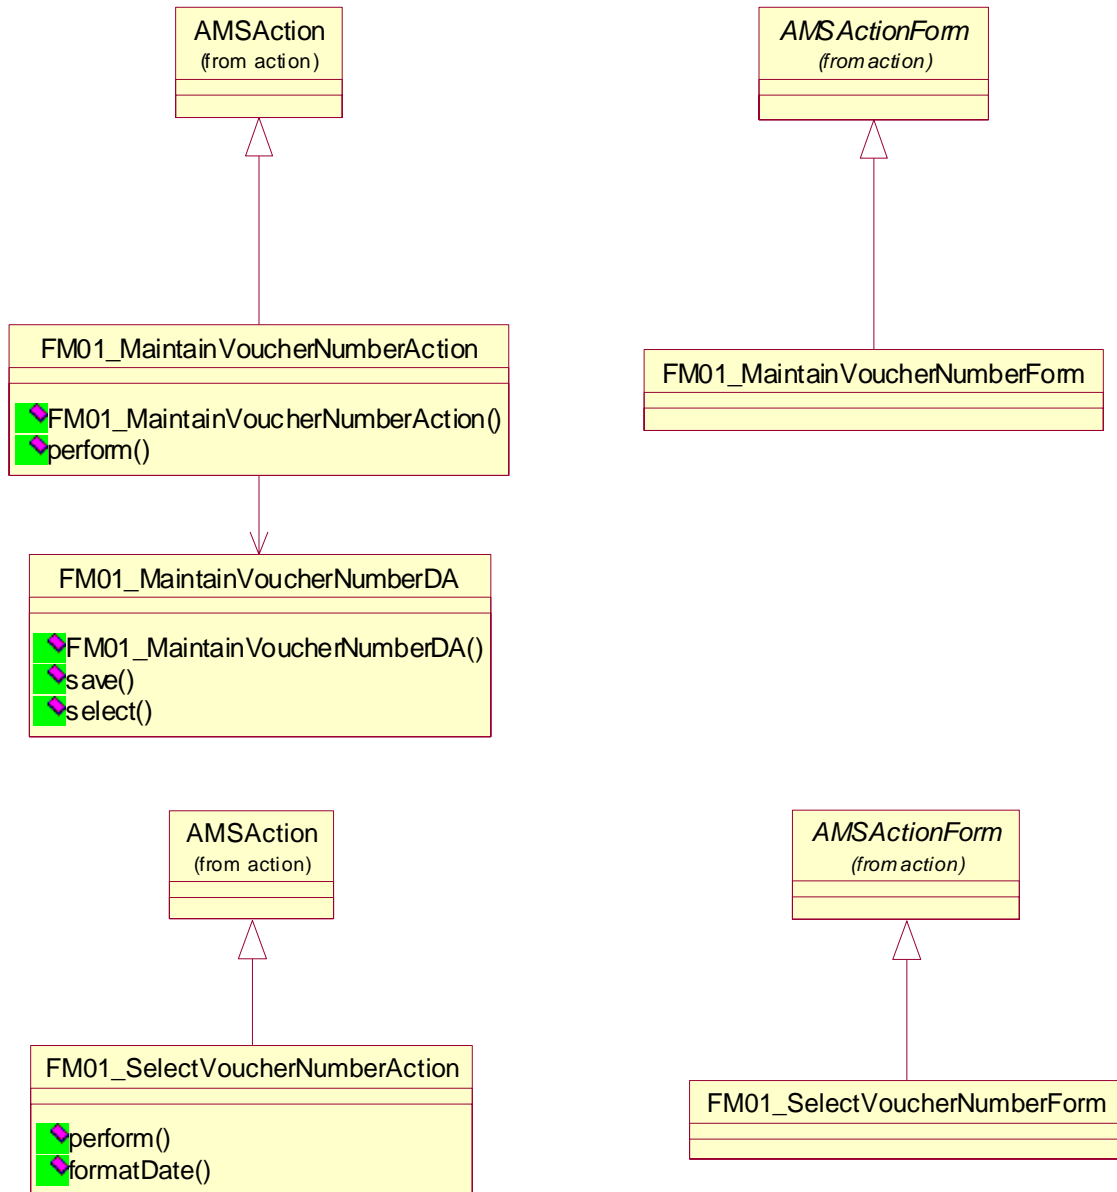 AMSAction
(from action)
AMSActionForm
(from action)
FM01_MaintainVoucherNumberAction
FM01_MaintainVoucherNumberAction()
perform()
FM01_MaintainVoucherNumberForm
FM01_MaintainVoucherNumberDA
FM01_MaintainVoucherNumberDA()
save()
select()
AMSAction
(from action)
AMSActionForm
(from action)
FM01_SelectVoucherNumberAction
perform()
formatDate()
FM01_SelectVoucherNumberForm